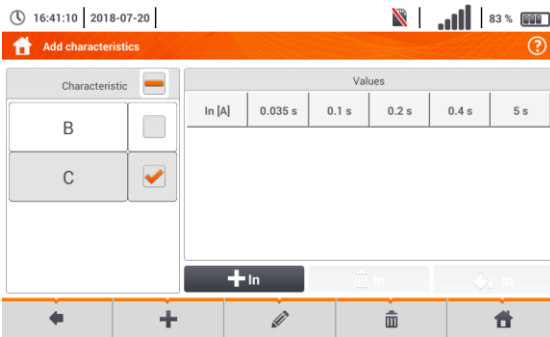 16:41:10 2018-07-20 83 %
Add characteristics
Characteristic
Values
In [A] 0.035 s 0.1 s 0.2 s 0.4 s 5 s
B
C
In In In